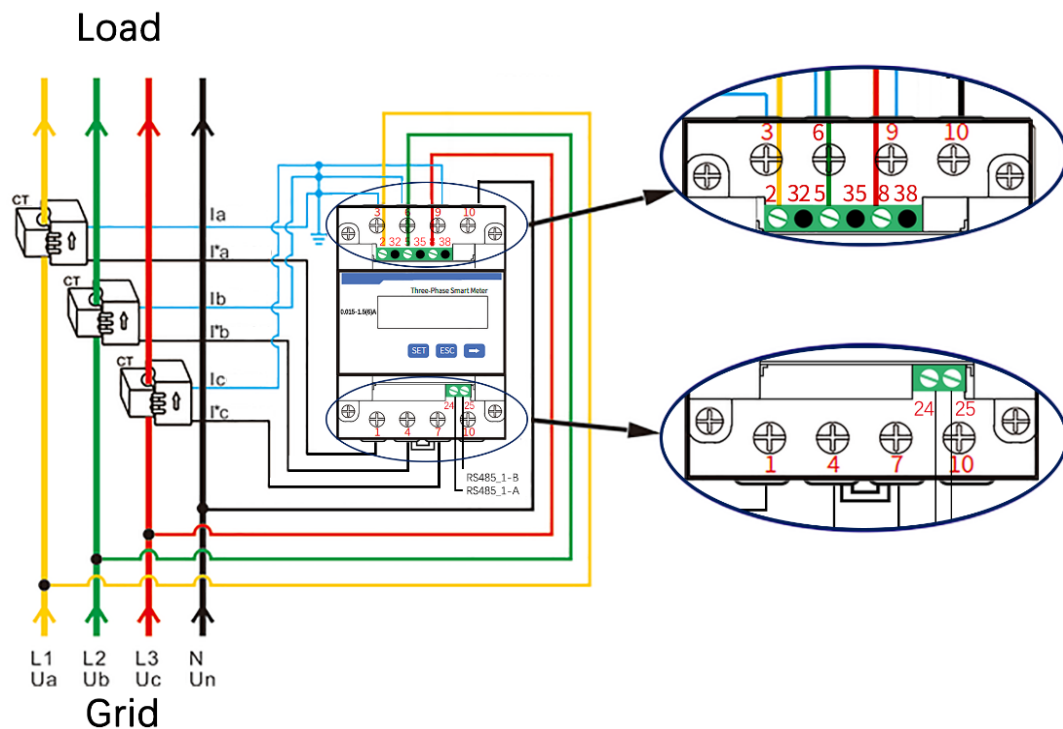 Load
CT
Ia
I*a
CT
Ib
I*b
CT
Ic
I*c
3 6 9 10
2 32 5 35 8 38
Three-Phase Smart Meter
0.015-1.5(6)A
SET ESC
24 25
1 4 7 10
RS485_1-B
RS485_1-A
3 6 9 10
2 32 5 35 8 38
24 25
1 4 7 10
L1 L2 L3 N
Ua Ub Uc Un
Grid